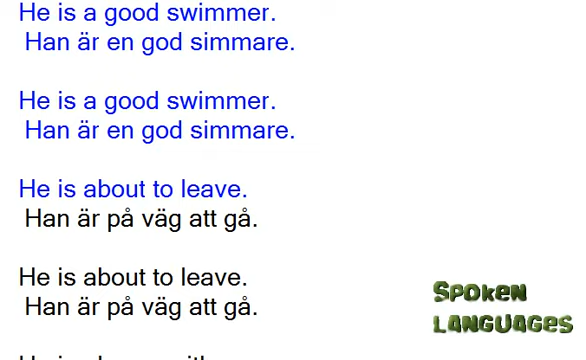 He is a good swimmer.
Han är en god simmare.
He is a good swimmer.
Han är en god simmare.
He is about to leave.
Han är på väg att gå.
He is about to leave.
Han är på väg att gå.
Spoken
Languages